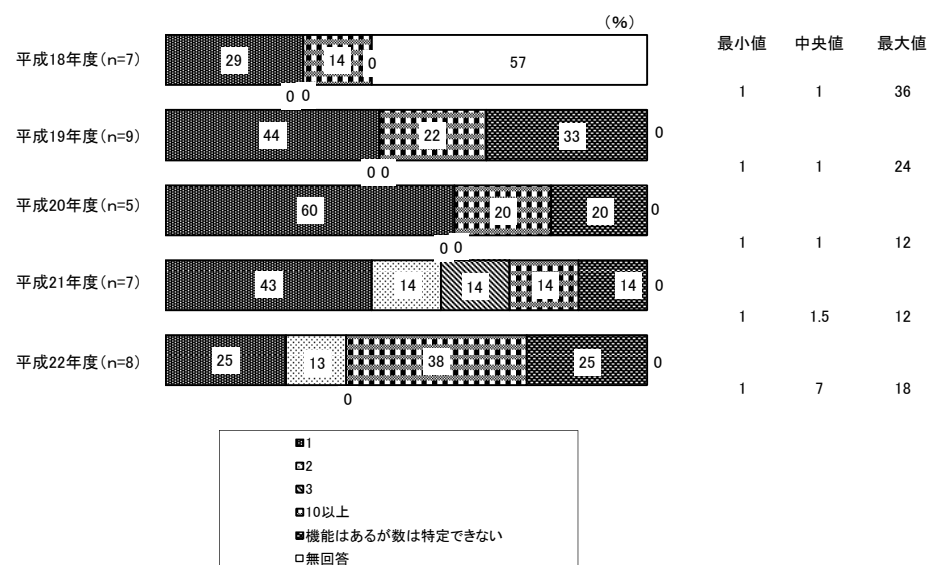 (%)
最小値 中央値 最大値
平成18年度(n=7) 29 14 0 57
0 0
1 1 36
平成19年度(n=9) 44 22 33 0
0 0
1 1 24
平成20年度(n=5) 60 20 20 0
0 0
1 1 12
平成21年度(n=7) 43 14 14 14 14 0
1 1.5 12
平成22年度(n=8) 25 13 38 25 0
0
1 7 18
1
2
3
10以上
機能はあるが数は特定できない
無回答